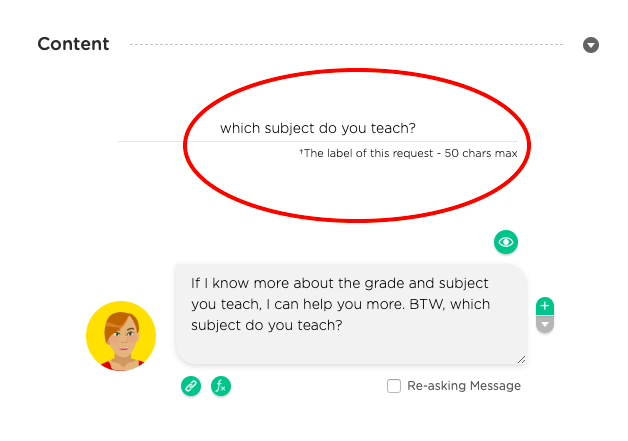 Content
which subject do you teach?
†The label of this request - 50 chars max
If I know more about the grade and subject
you teach, I can help you more. BTW, which
subject do you teach?
fx
Re-asking Message